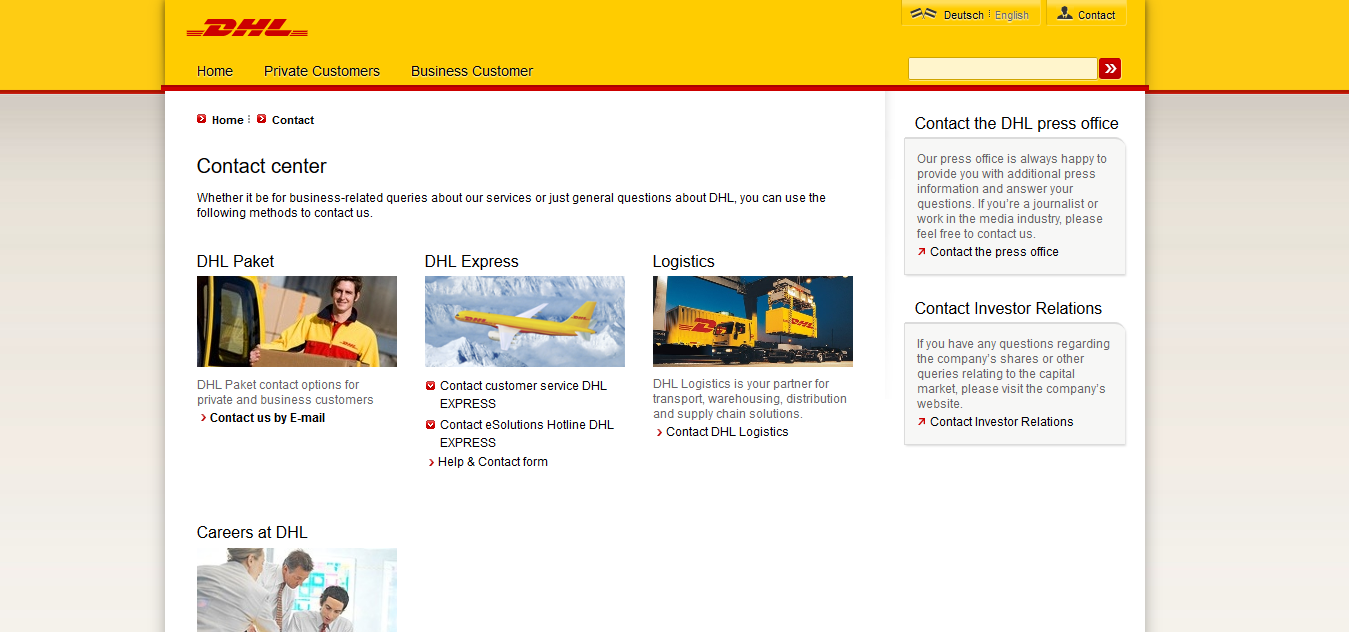 DHL
Deutsch English
Contact
Home Private Customers Business Customer
Home Contact
Contact center
Whether it be for business-related queries about our services or just general questions about DHL, you can use the
following methods to contact us.
DHL Paket
DHL Paket contact options for
private and business customers
Contact us by E-mail
DHL Express
Contact customer service DHL
EXPRESS
Contact eSolutions Hotline DHL
EXPRESS
Help & Contact form
Logistics
DHL
DHL Logistics is your partner for
transport, warehousing, distribution
and supply chain solutions.
Contact DHL Logistics
Careers at DHL
Contact the DHL press office
Our press office is always happy to
provide you with additional press
information and answer your
questions. If you’re a journalist or
work in the media industry, please
feel free to contact us.
Contact the press office
Contact Investor Relations
If you have any questions regarding
the company’s shares or other
queries relating to the capital
market, please visit the company’s
website.
Contact Investor Relations